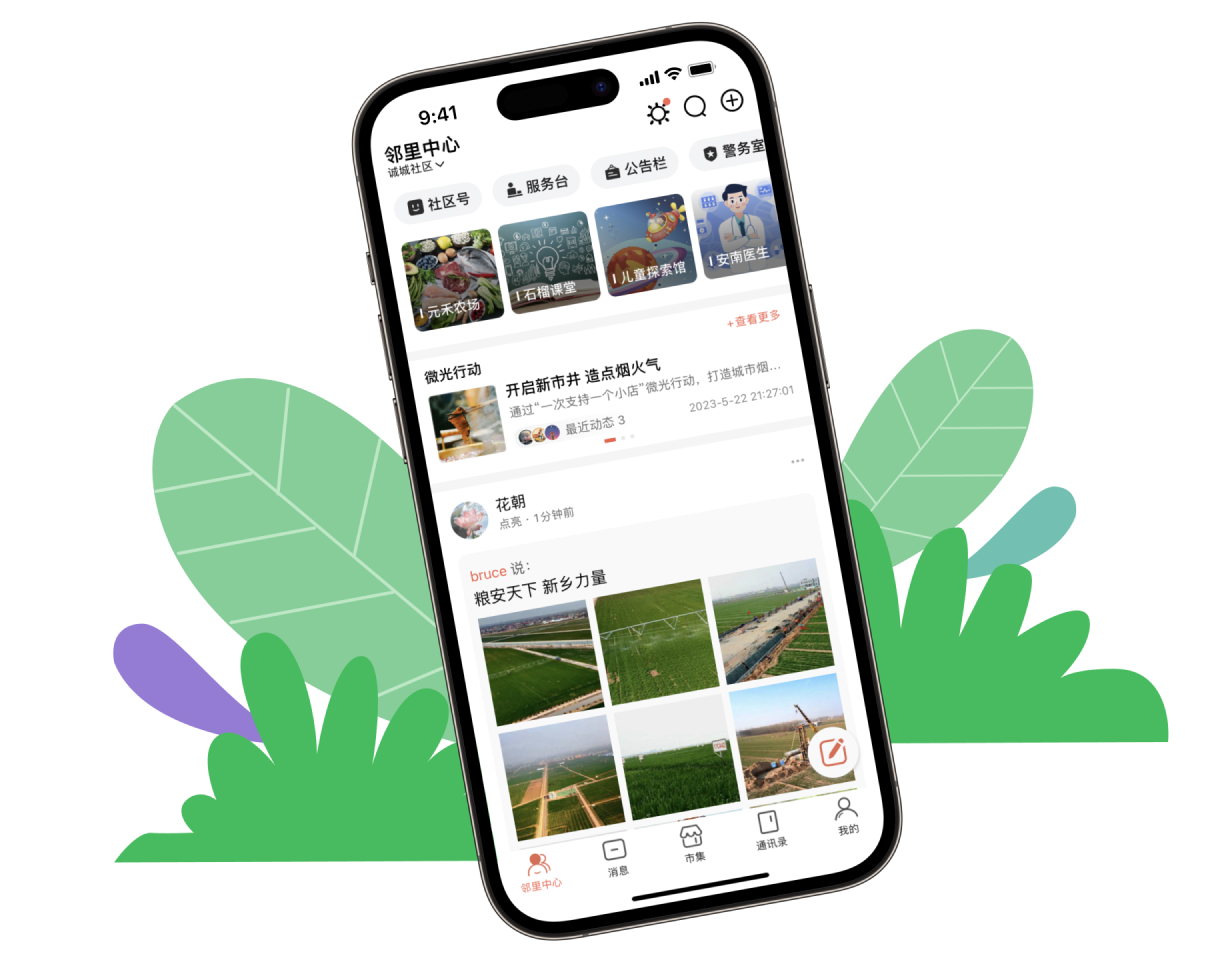 9:41
邻里中心
诚城社区
社区号
服务台
公告栏
警务室
元禾农场
石榴课堂
儿童探索馆
安南医生
微光行动
+查看更多
开启新市井 造点烟火气
通过“一次支持一个小店”微光行动，打造城市烟...
最近动态 3
2023-5-22 21:27:01
花朝
点亮 · 1分钟前
bruce 说：
粮安天下 新乡力量
邻里中心
消息
市集
通讯录
我的